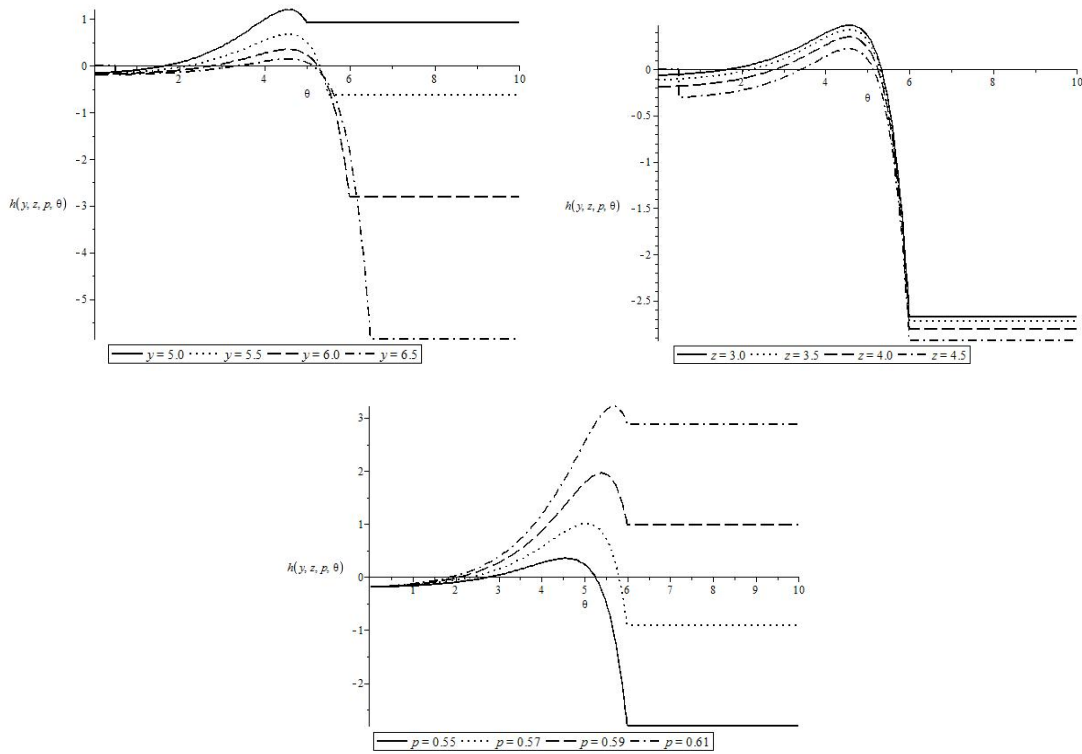 1
0
2
4
6
8
10
θ
-1
-2
-3
h(y, z, p, θ)
-4
-5
y = 5.0 y = 5.5 y = 6.0 y = 6.5
0
2
4
6
8
10
θ
-0.5
-1
-1.5
h(y, z, p, θ)
-2
-2.5
z = 3.0 z = 3.5 z = 4.0 z = 4.5
3
2
1
h(y, z, p, θ)
0
1 2 3 4 5 6 7 8 9 10
θ
-1
-2
p = 0.55 p = 0.57 p = 0.59 p = 0.61